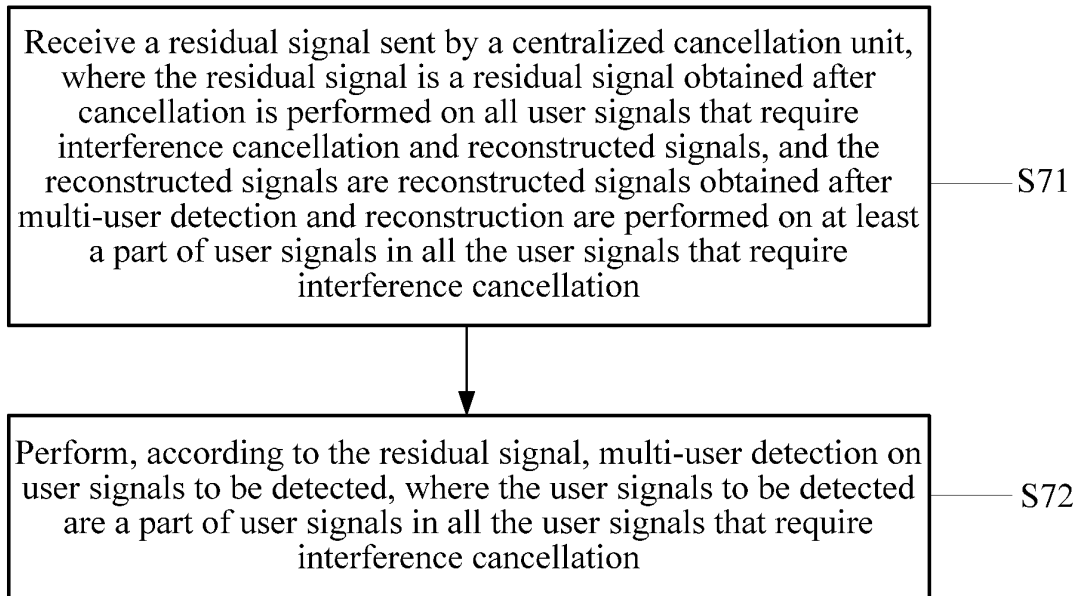 Receive a residual signal sent by a centralized cancellation unit,
where the residual signal is a residual signal obtained after
cancellation is performed on all user signals that require
interference cancellation and reconstructed signals, and the
reconstructed signals are reconstructed signals obtained after
multi-user detection and reconstruction are performed on at least
a part of user signals in all the user signals that require
interference cancellation
S71
Perform, according to the residual signal, multi-user detection on
user signals to be detected, where the user signals to be detected
are a part of user signals in all the user signals that require
interference cancellation
S72